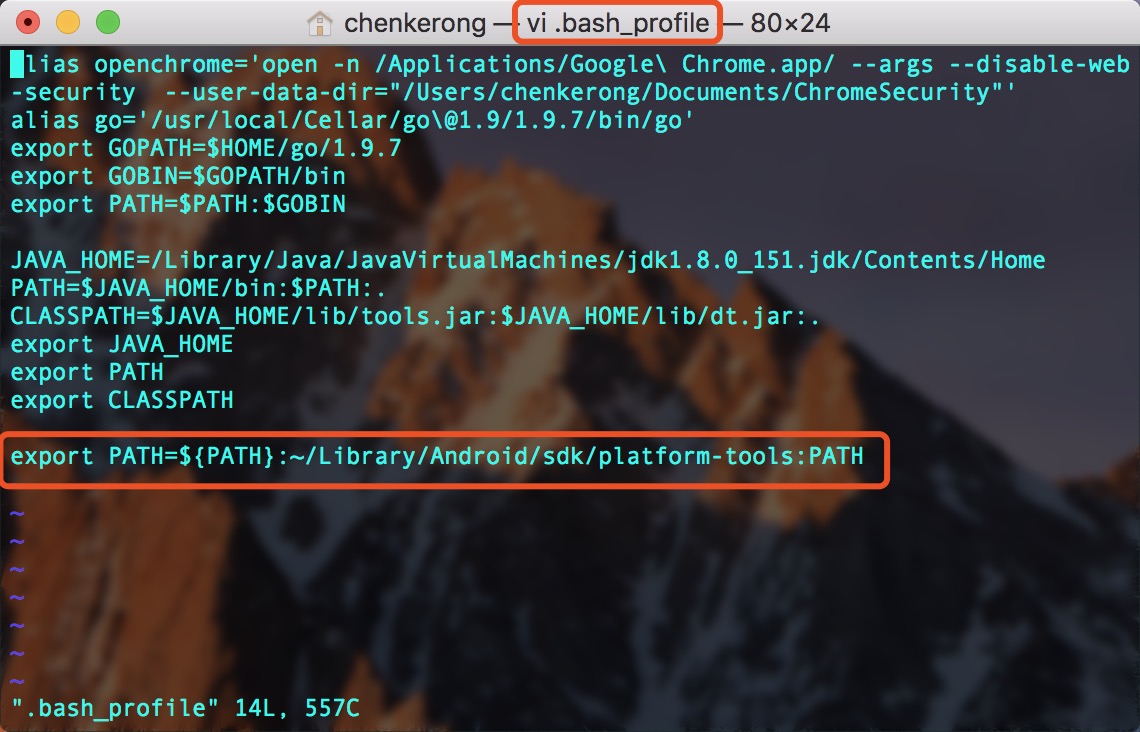 chenkerong — vi .bash_profile — 80×24
lias openchrome='open -n /Applications/Google\ Chrome.app/ --args --disable-web
-security  --user-data-dir="/Users/chenkerong/Documents/ChromeSecurity"'
alias go='/usr/local/Cellar/go\@1.9/1.9.7/bin/go'
export GOPATH=$HOME/go/1.9.7
export GOBIN=$GOPATH/bin
export PATH=$PATH:$GOBIN
JAVA_HOME=/Library/Java/JavaVirtualMachines/jdk1.8.0_151.jdk/Contents/Home
PATH=$JAVA_HOME/bin:$PATH:.
CLASSPATH=$JAVA_HOME/lib/tools.jar:$JAVA_HOME/lib/dt.jar:.
export JAVA_HOME
export PATH
export CLASSPATH
export PATH=${PATH}:~/Library/Android/sdk/platform-tools:PATH
~
~
~
~
~
~
~
".bash_profile" 14L, 557C